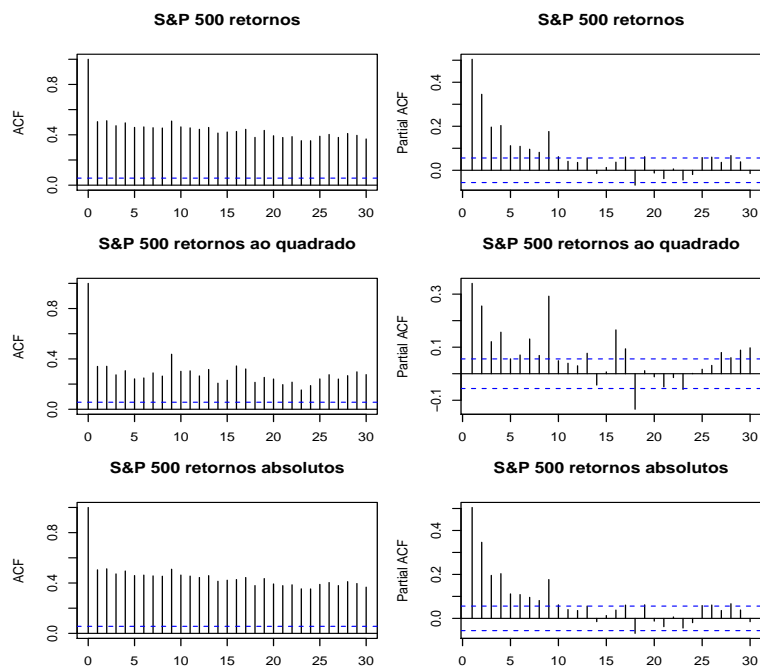 S&P 500 retornos
S&P 500 retornos
ACF
0.0 0.4 0.8
0 5 10 15 20 25 30
Partial ACF
0.0 0.2 0.4
0 5 10 15 20 25 30
S&P 500 retornos ao quadrado
S&P 500 retornos ao quadrado
ACF
0.0 0.4 0.8
0 5 10 15 20 25 30
Partial ACF
−0.1 0.1 0.3
0 5 10 15 20 25 30
S&P 500 retornos absolutos
S&P 500 retornos absolutos
ACF
0.0 0.4 0.8
0 5 10 15 20 25 30
Partial ACF
0.0 0.2 0.4
0 5 10 15 20 25 30